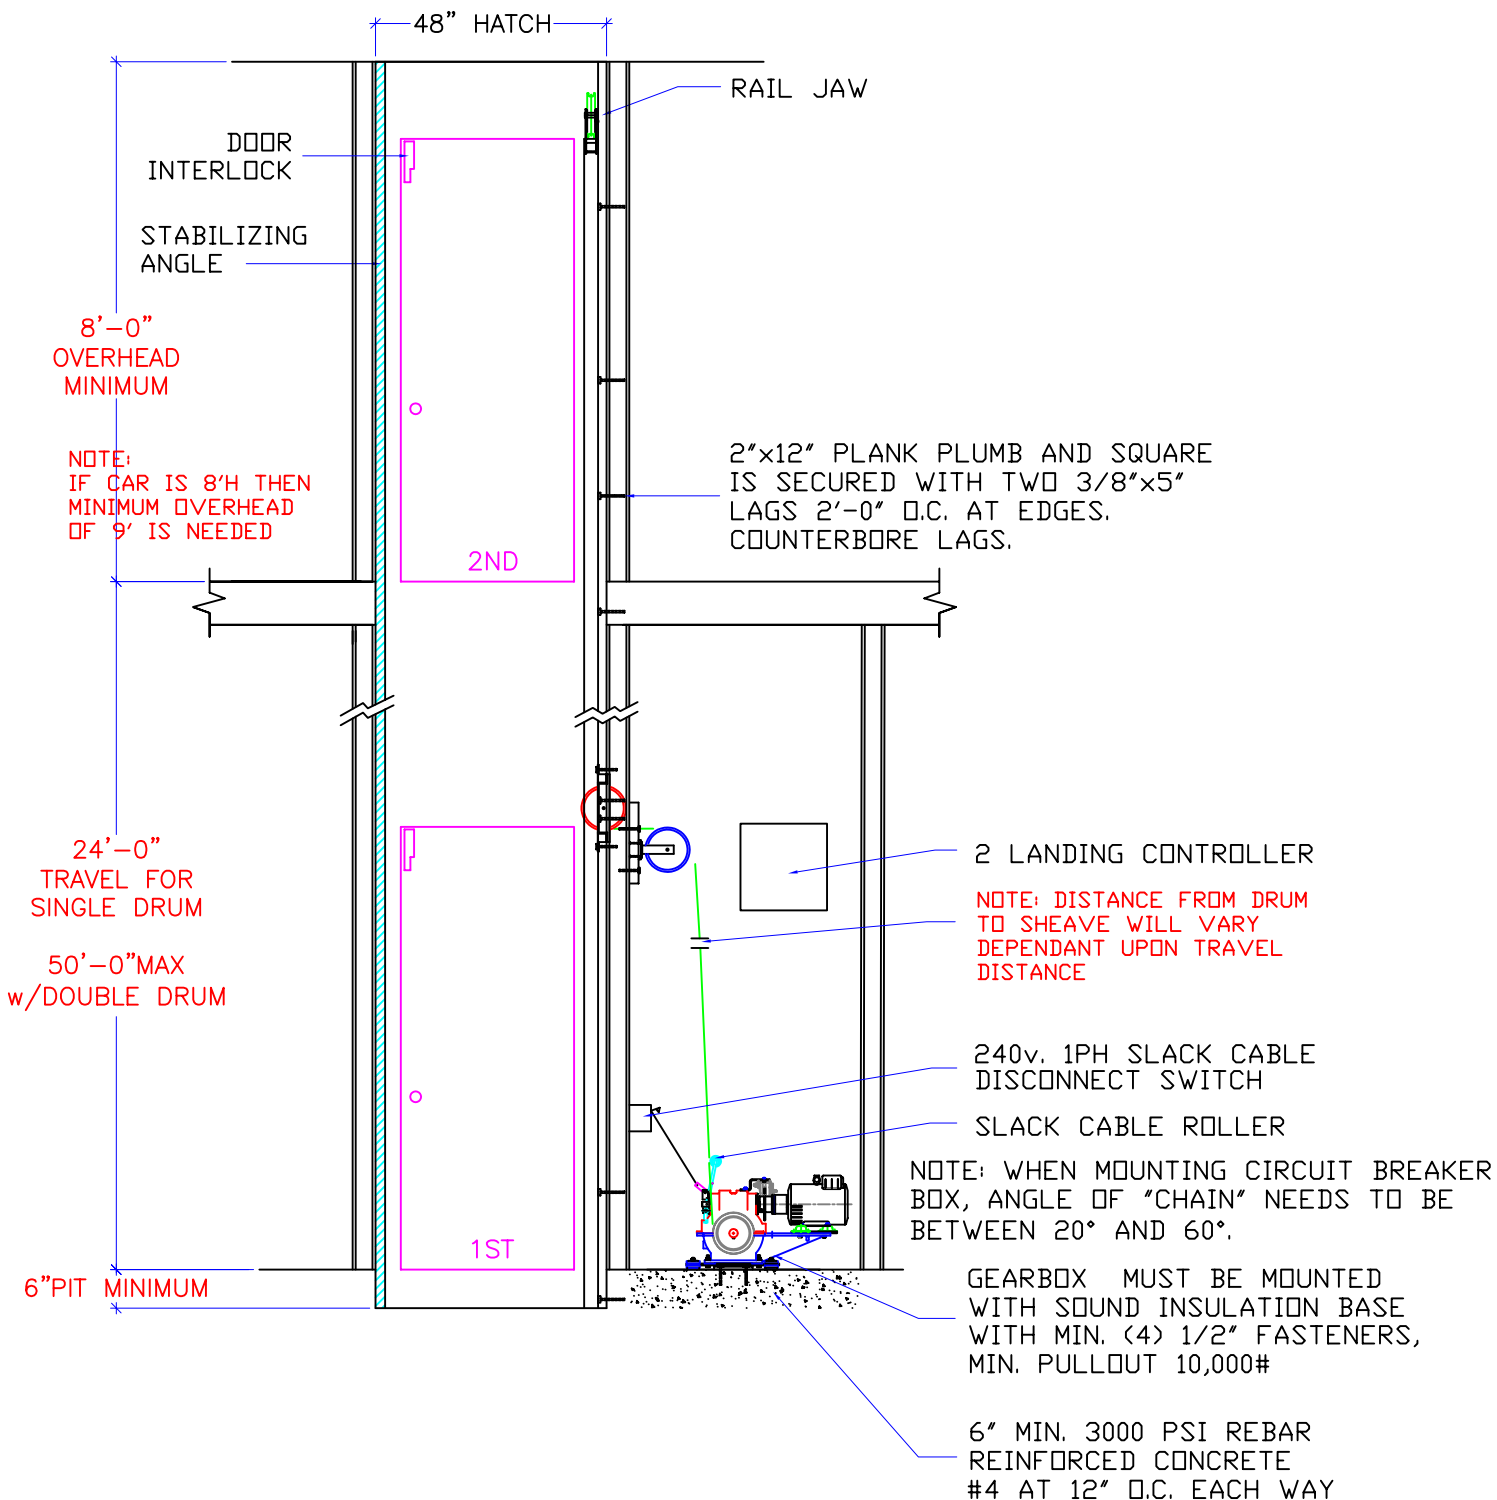 48" HATCH
RAIL JAW
DOOR
INTERLOCK
STABILIZING
ANGLE
8'-0"
OVERHEAD
MINIMUM
NOTE:
IF CAR IS 8'H THEN
MINIMUM OVERHEAD
OF 9' IS NEEDED
2"x12" PLANK PLUMB AND SQUARE
IS SECURED WITH TWO 3/8"x5"
LAGS 2'-0" O.C. AT EDGES.
COUNTERBORE LAGS.
2ND
24'-0"
TRAVEL FOR
SINGLE DRUM
50'-0"MAX
w/DOUBLE DRUM
2 LANDING CONTROLLER
NOTE: DISTANCE FROM DRUM
TO SHEAVE WILL VARY
DEPENDANT UPON TRAVEL
DISTANCE
240v. 1PH SLACK CABLE
DISCONNECT SWITCH
SLACK CABLE ROLLER
NOTE: WHEN MOUNTING CIRCUIT BREAKER
BOX, ANGLE OF "CHAIN" NEEDS TO BE
BETWEEN 20° AND 60°.
1ST
6"PIT MINIMUM
GEARBOX MUST BE MOUNTED
WITH SOUND INSULATION BASE
WITH MIN. (4) 1/2" FASTENERS,
MIN. PULLOUT 10,000#
6" MIN. 3000 PSI REBAR
REINFORCED CONCRETE
#4 AT 12" O.C. EACH WAY